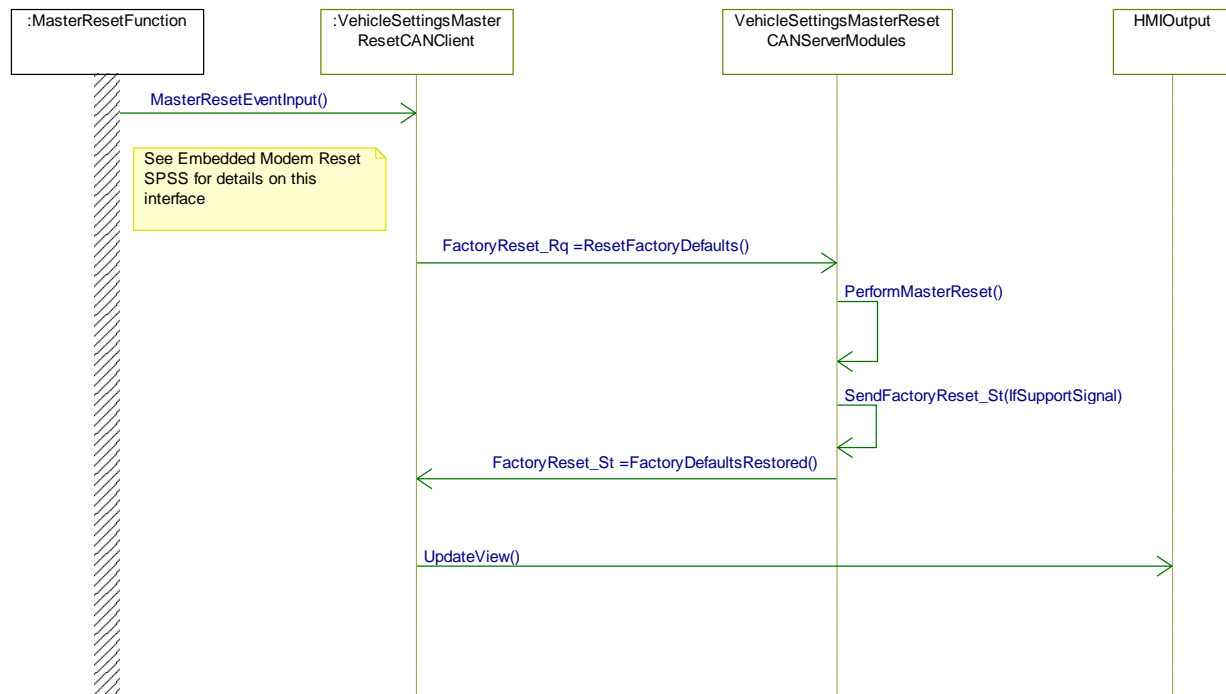 :MasterResetFunction
:VehicleSettingsMaster
ResetCANClient
VehicleSettingsMasterReset
CANServerModules
HMIOutput
MasterResetEventInput()
See Embedded Modem Reset
SPSS for details on this
interface
FactoryReset_Rq =ResetFactoryDefaults()
PerformMasterReset()
SendFactoryReset_St(IfSupportSignal)
FactoryReset_St =FactoryDefaultsRestored()
UpdateView()